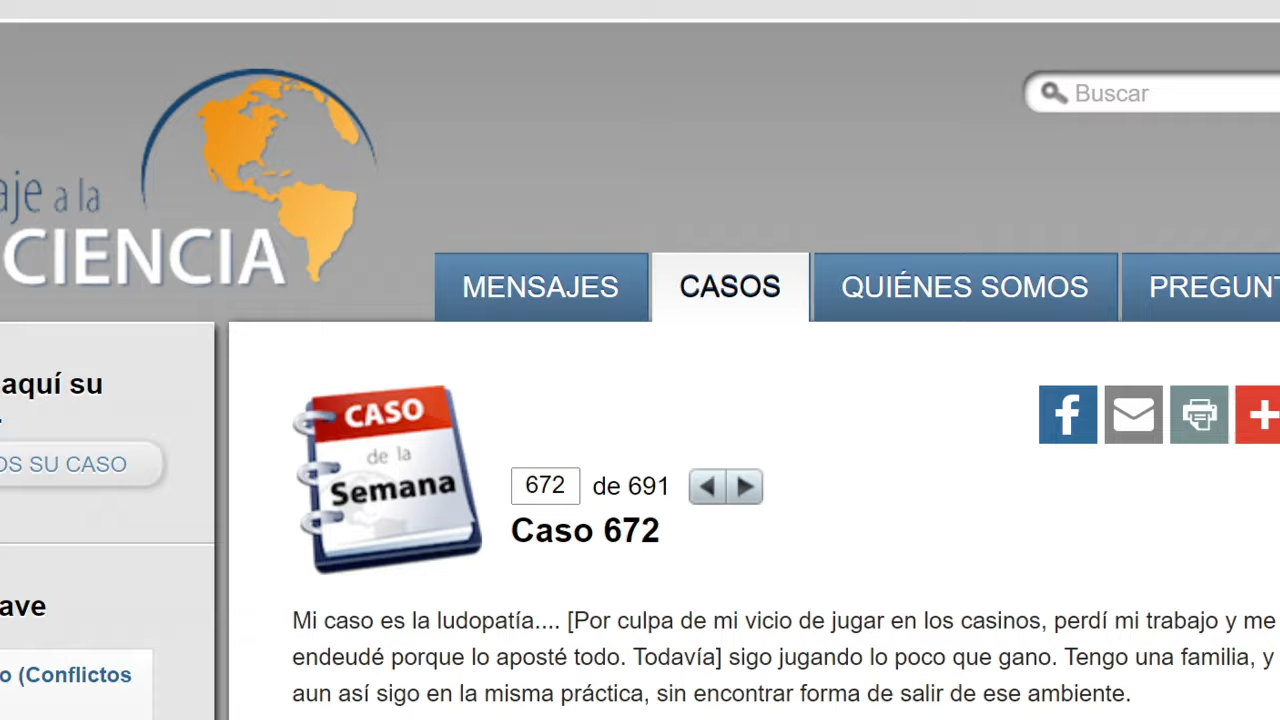 Buscar
aje a la
CIENCIA
MENSAJES
CASOS
QUIÉNES SOMOS
PREGUNT
aquí su
OS SU CASO
CASO
de la
Semana
672 de 691
Caso 672
ave
o (Conflictos
Mi caso es la ludopatía.... [Por culpa de mi vicio de jugar en los casinos, perdí mi trabajo y me
endeudé porque lo aposté todo. Todavía] sigo jugando lo poco que gano. Tengo una familia, y
aun así sigo en la misma práctica, sin encontrar forma de salir de ese ambiente.